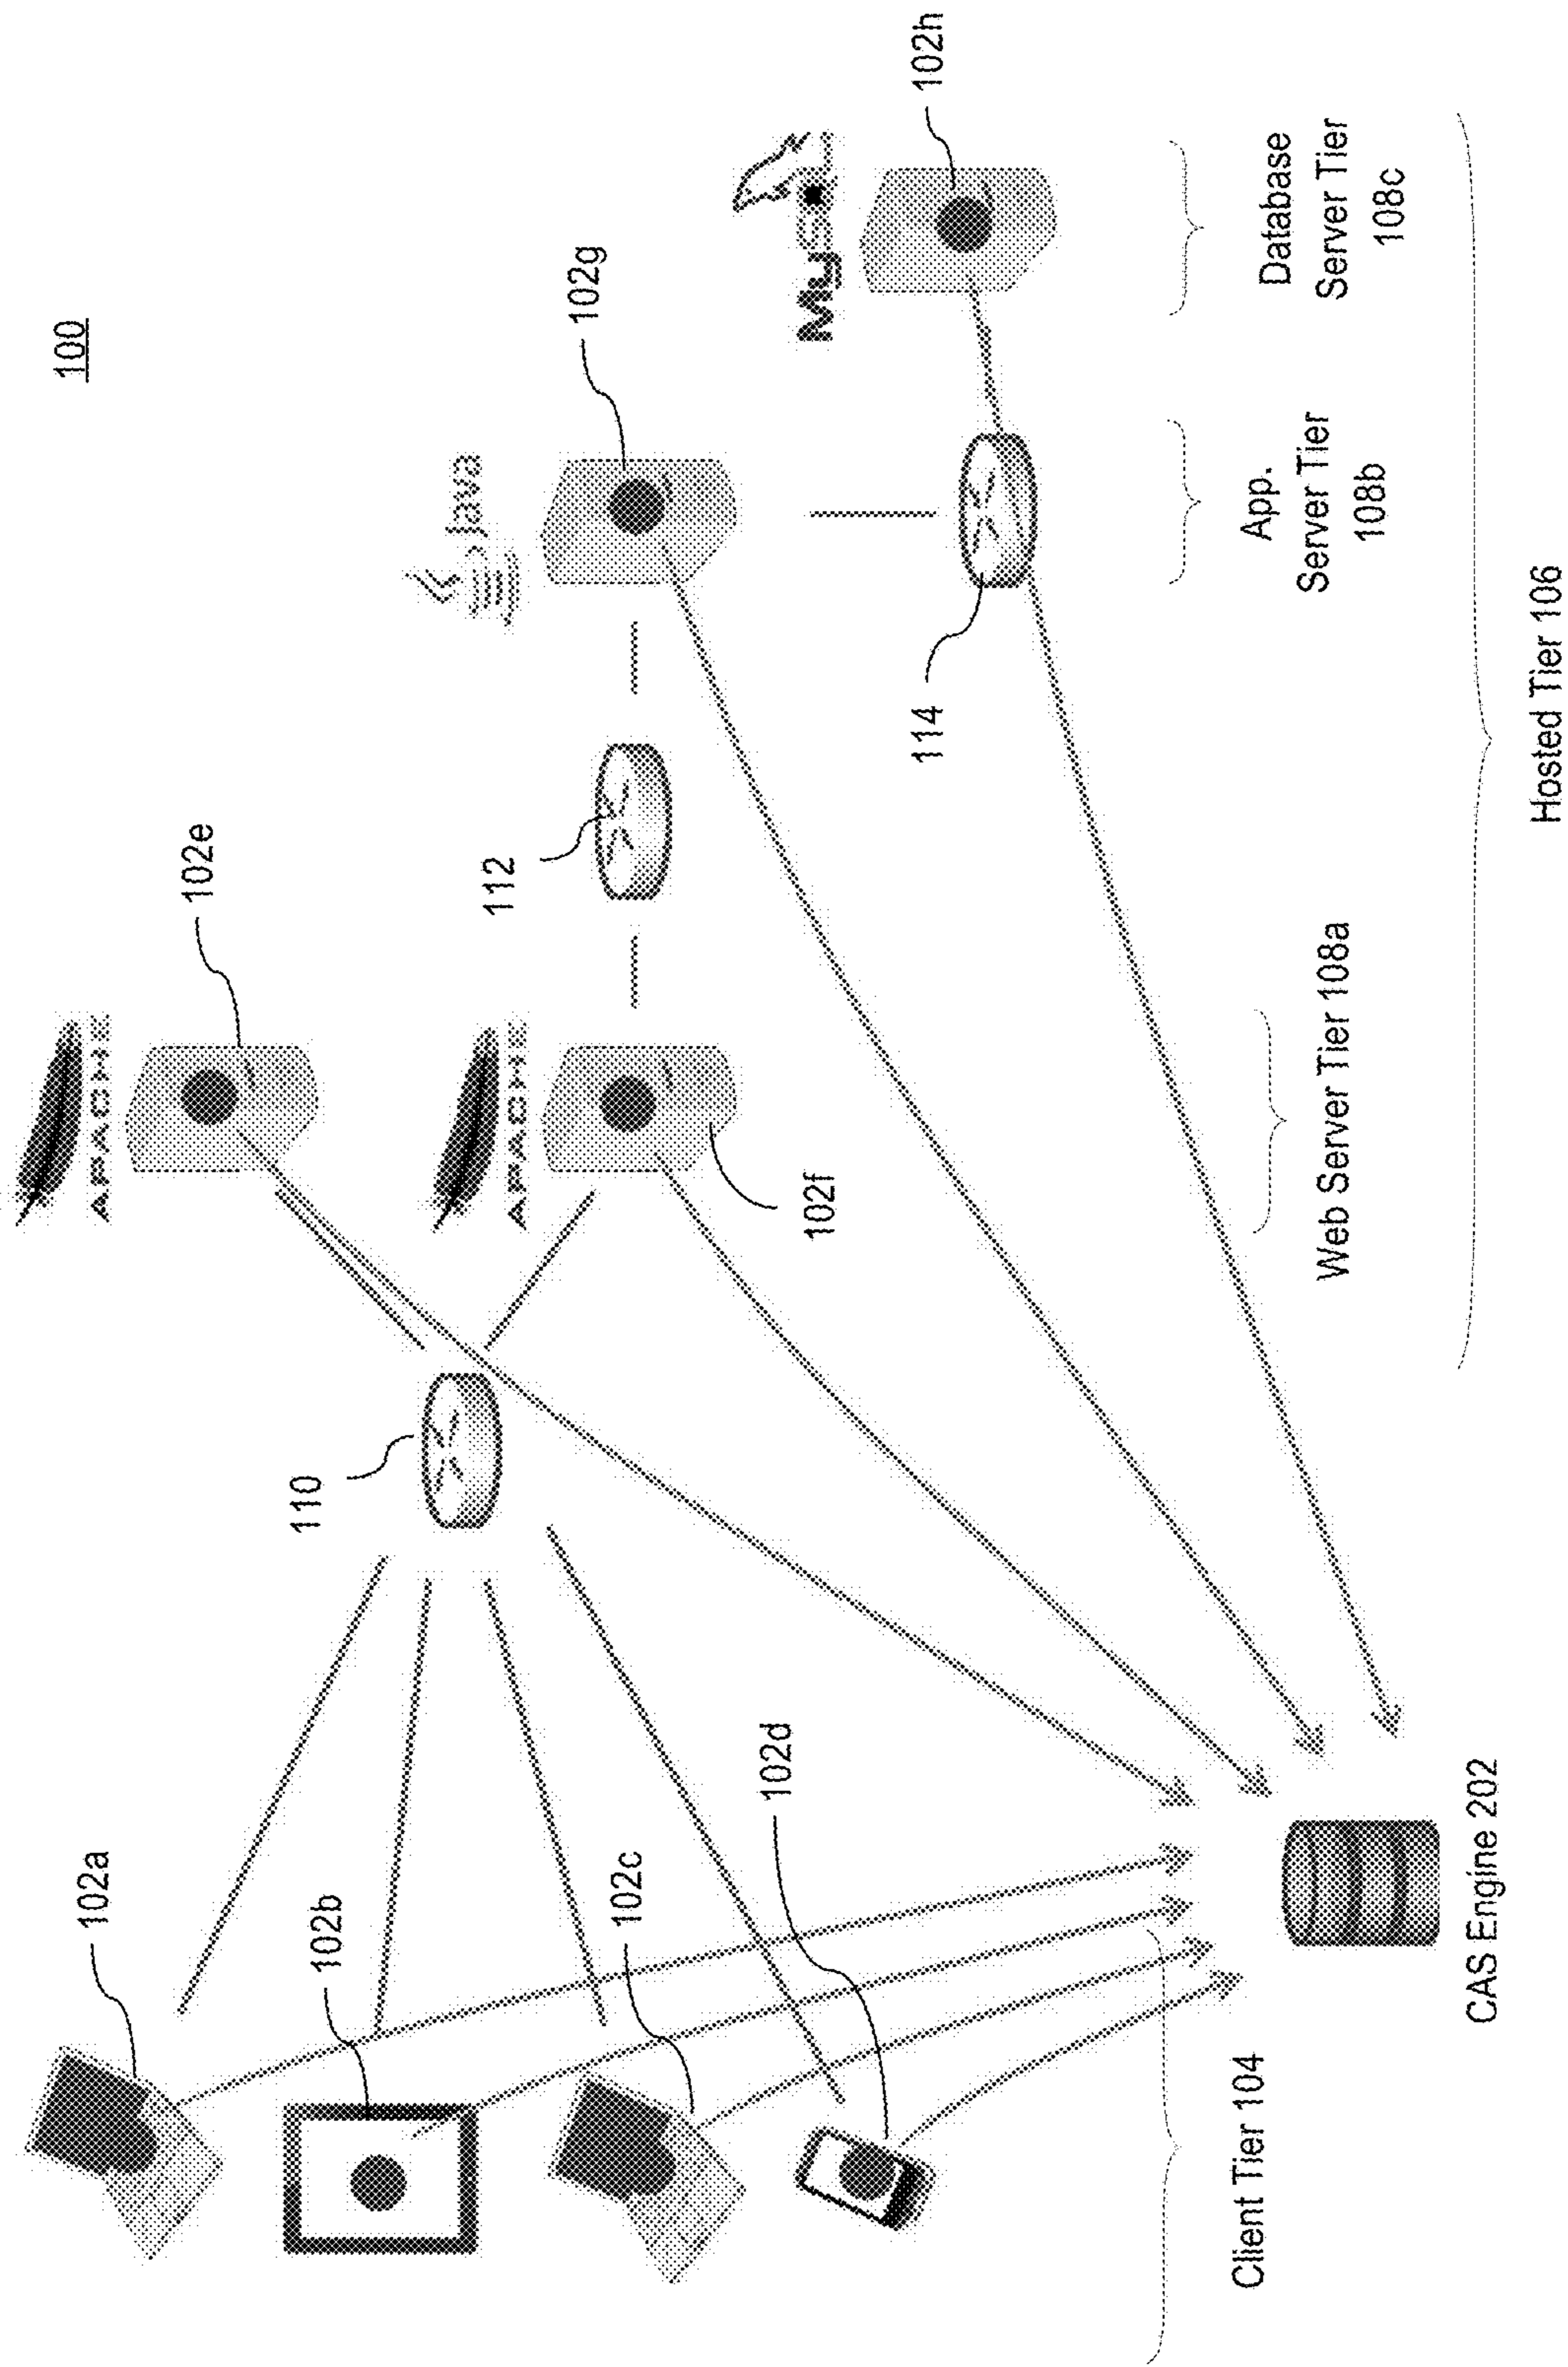 100
102a
102b
102c
102d
110
APACHE
102e
APACHE
102f
112
Java
102g
114
MySQL
102h
Client Tier 104
CAS Engine 202
Web Server Tier 108a
App.
Server Tier
108b
Database
Server Tier
108c
Hosted Tier 106